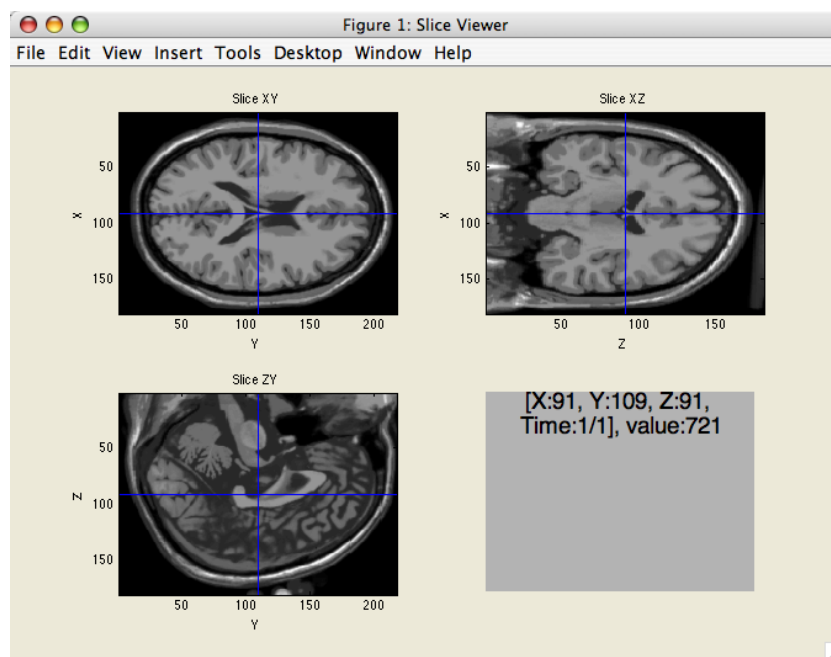 Figure 1: Slice Viewer
File Edit View Insert Tools Desktop Window Help
Slice XY
50
100
150
X
50 100 150 200
Y
Slice XZ
50
100
150
X
50 100 150
Z
Slice ZY
50
100
150
Z
50 100 150 200
Y
[X:91, Y:109, Z:91,
Time:1/1], value:721